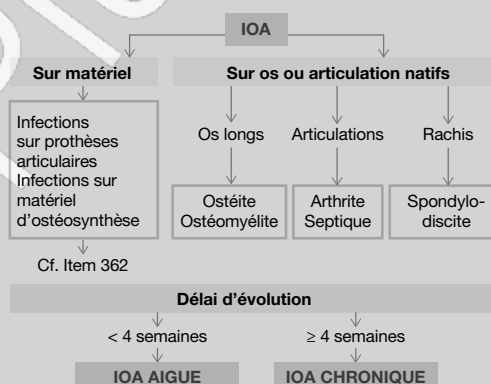 IOA
Sur matériel
Sur os ou articulation natifs
Infections
sur prothèses
articulaires
Infections sur
matériel
d'ostéosynthèse
Os longs
Articulations
Rachis
Ostéite
Ostéomyélite
Arthrite
Septique
Spondylo-
discite
Cf. Item 362
Délai d'évolution
< 4 semaines
≥ 4 semaines
IOA AIGUE
IOA CHRONIQUE